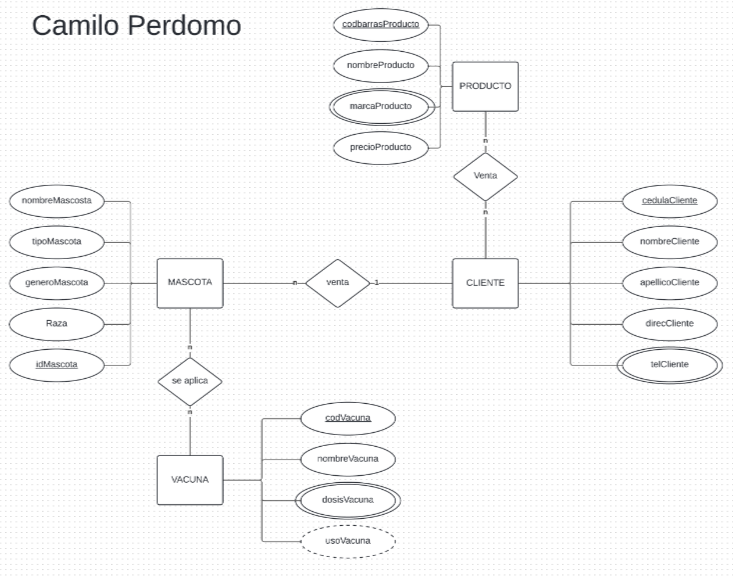 Camilo Perdomo
codbarrasProducto
nombreProducto
marcaProducto
precioProducto
PRODUCTO
n
Venta
n
nombreMascosta
tipoMascota
generoMascota
Raza
idMascota
MASCOTA
n
venta
1
CLIENTE
cedulaCliente
nombreCliente
apellicoCliente
direcCliente
telCliente
n
se aplica
n
VACUNA
codVacuna
nombreVacuna
dosisVacuna
usoVacuna